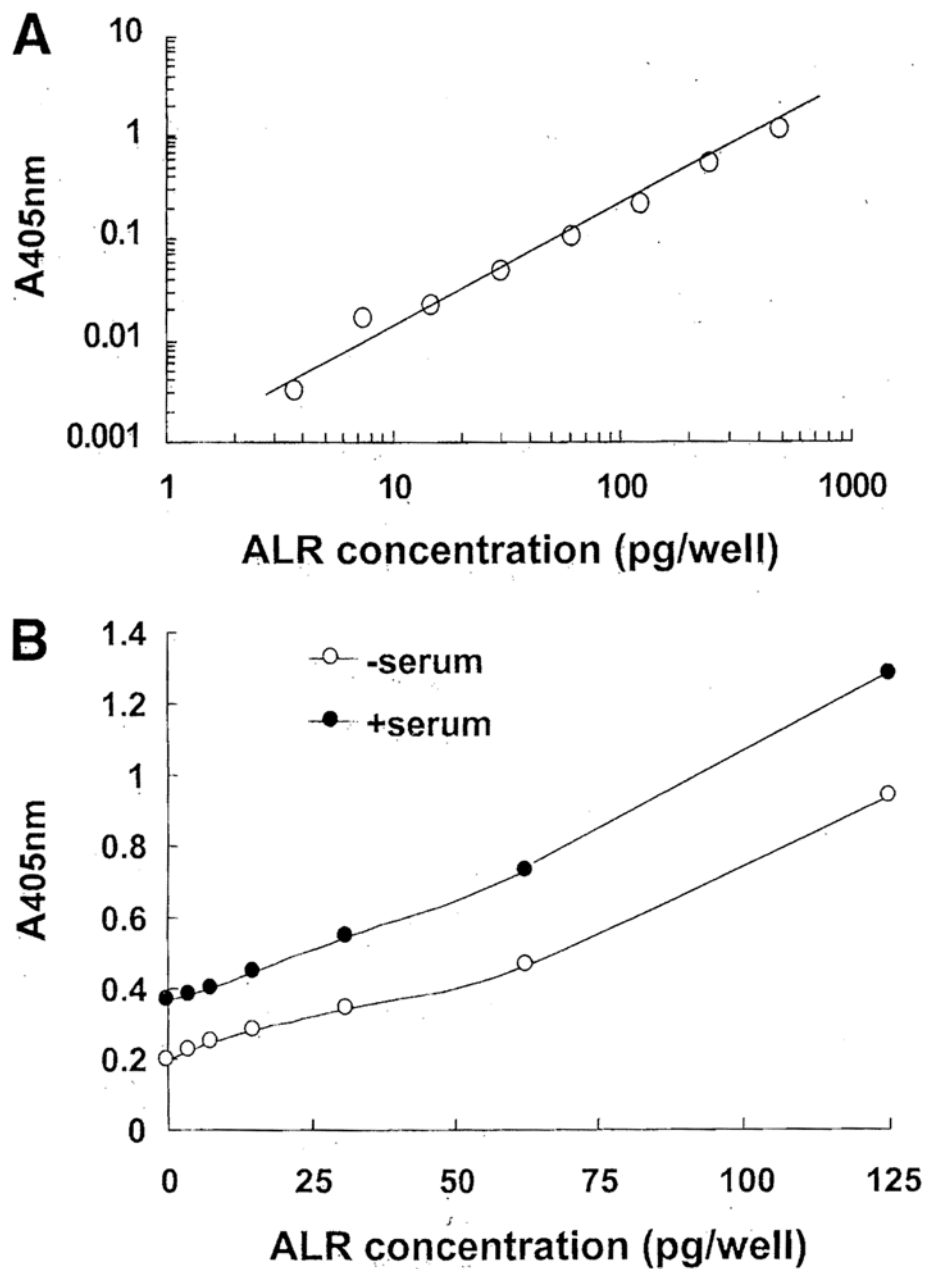 A
10
1
0.1
0.01
0.001
A405nm
1 10 100 1000
ALR concentration (pg/well)
B
1.4
1.2
1
0.8
0.6
0.4
0.2
0
A405nm
-serum
+serum
0 25 50 75 100 125
ALR concentration (pg/well)